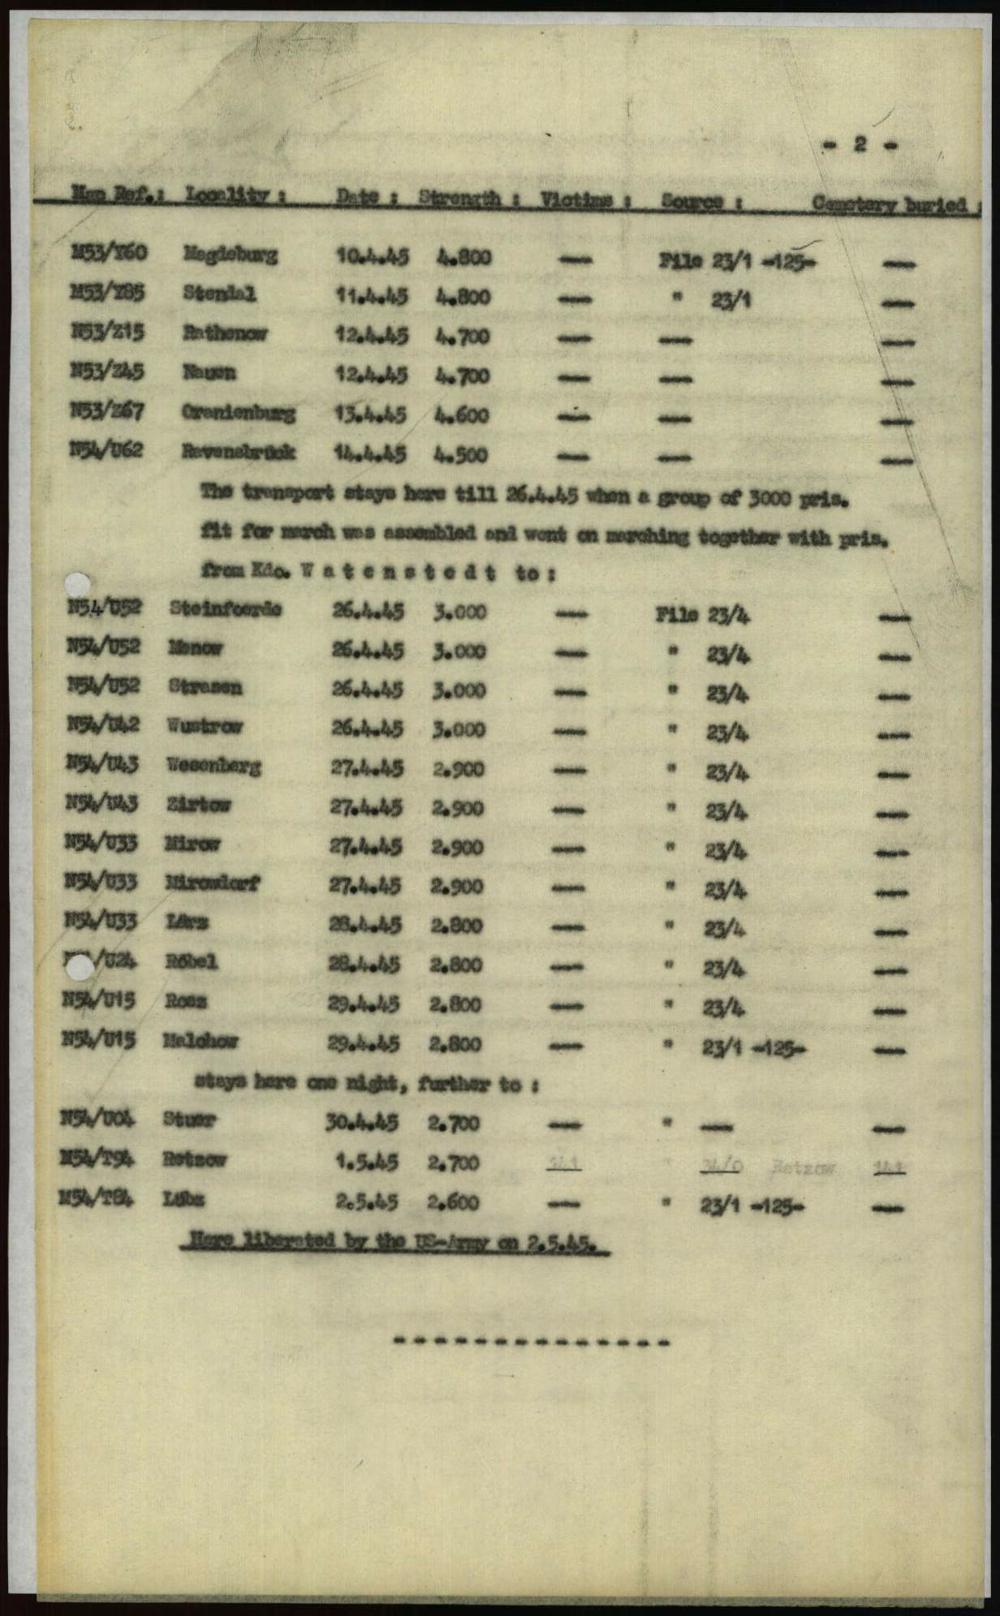 - 2 -
Map Ref.: Locality : Date : Strength : Victims : Source : Cemetery buried :
M53/Y60 Magdeburg 10.4.45 4.800 — File 23/1 -125- —
M53/Y85 Stendal 11.4.45 4.800 — " 23/1 —
N53/Z15 Rathenow 12.4.45 4.700 — — —
N53/Z45 Nauen 12.4.45 4.700 — — —
N53/Z67 Oranienburg 13.4.45 4.600 — — —
N54/U62 Ravensbrück 14.4.45 4.500 — — —
The transport stays here till 26.4.45 when a group of 3000 pris.
fit for march was assembled and went on marching together with pris.
from Kdo. W a t e n s t e d t to :
N54/U52 Steinfoerde 26.4.45 3.000 — File 23/4 —
N54/U52 Menow 26.4.45 3.000 — " 23/4 —
N54/U52 Strasen 26.4.45 3.000 — " 23/4 —
N54/U42 Wustrow 26.4.45 3.000 — " 23/4 —
N54/U43 Wesenberg 27.4.45 2.900 — " 23/4 —
N54/U43 Zirtow 27.4.45 2.900 — " 23/4 —
N54/U33 Mirow 27.4.45 2.900 — " 23/4 —
N54/U33 Mirowdorf 27.4.45 2.900 — " 23/4 —
N54/U33 Lärz 28.4.45 2.800 — " 23/4 —
/U24 Röbel 28.4.45 2.800 — " 23/4 —
N54/U15 Roez 29.4.45 2.800 — " 23/4 —
N54/U15 Malchow 29.4.45 2.800 — " 23/1 -125- —
stays here one night, further to :
N54/U04 Stuer 30.4.45 2.700 — " — —
M54/T94 Retzow 1.5.45 2.700 141 " Retzow 141
M54/T84 Lübz 2.5.45 2.600 — " 23/1 -125- —
Here liberated by the US-Army on 2.5.45.
- - - - - - - - - - - - - -